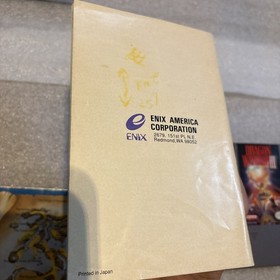 ENIX AMERICA
CORPORATION
ENIX
2679, 151st PL,N.E.
Redmond,WA 98052
Printed in Japan